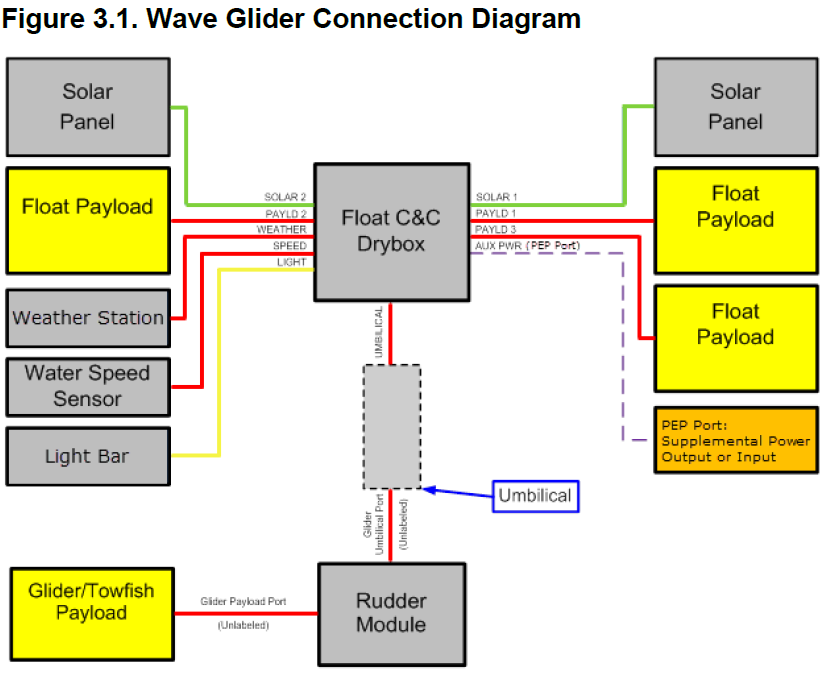 Figure 3.1. Wave Glider Connection Diagram
Solar
Panel
Solar
Panel
Float Payload
Float
Payload
SOLAR 2
PAYLD 2
WEATHER
SPEED
LIGHT
Float C&C
Drybox
SOLAR 1
PAYLD 1
PAYLD 3
AUX PWR (PEP Port)
Weather Station
Float
Payload
Water Speed
Sensor
Light Bar
UMBILICAL
PEP Port:
Supplemental Power
Output or Input
Umbilical
Glider
Umbilical Port
(Unlabeled)
Glider/Towfish
Payload
Glider Payload Port
(Unlabeled)
Rudder
Module